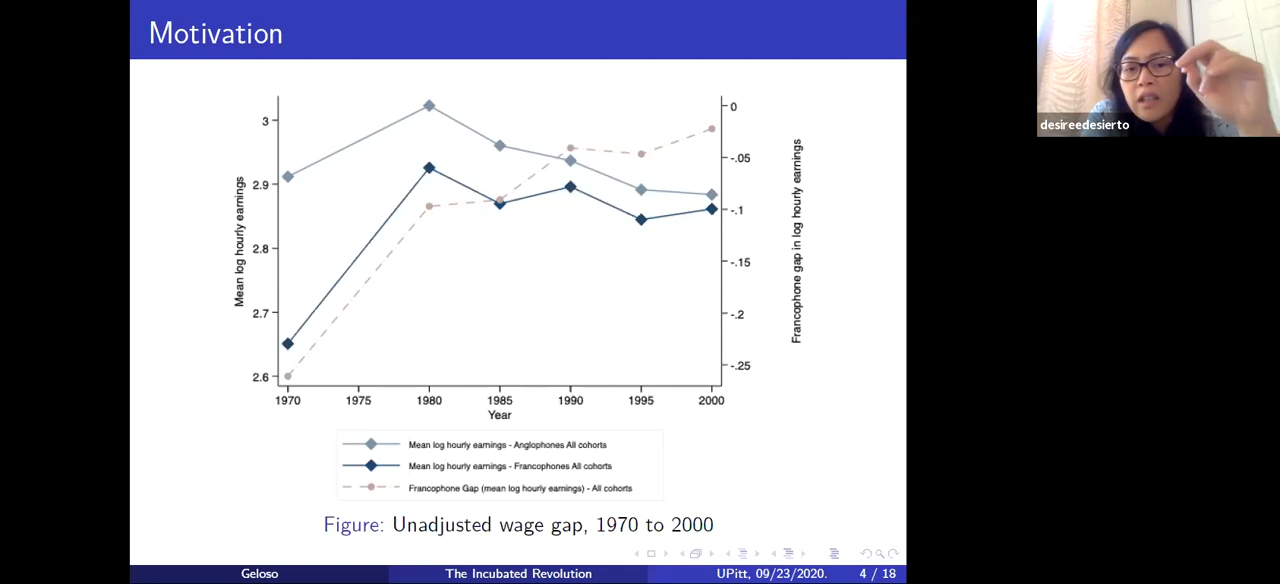 Motivation
desireedesierto
3
2.9
2.8
2.7
2.6
Mean log hourly earnings
0
-.05
-.1
-.15
-.2
-.25
Francophone gap in log hourly earnings
1970 1975 1980 1985 1990 1995 2000
Year
Mean log hourly earnings - Anglophones All cohorts
Mean log hourly earnings - Francophones All cohorts
Francophone Gap (mean log hourly earnings) - All cohorts
Figure: Unadjusted wage gap, 1970 to 2000
Geloso The Incubated Revolution UPitt, 09/23/2020. 4 / 18